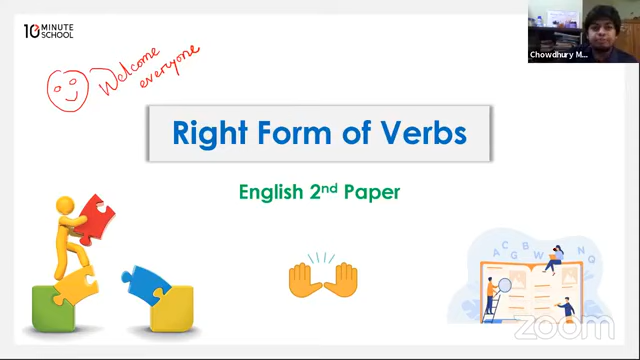 10 MINUTE
SCHOOL
Welcome
everyone
Chowdhury M...
Right Form of Verbs
English 2nd Paper
A C B W N
G W Q
zoom